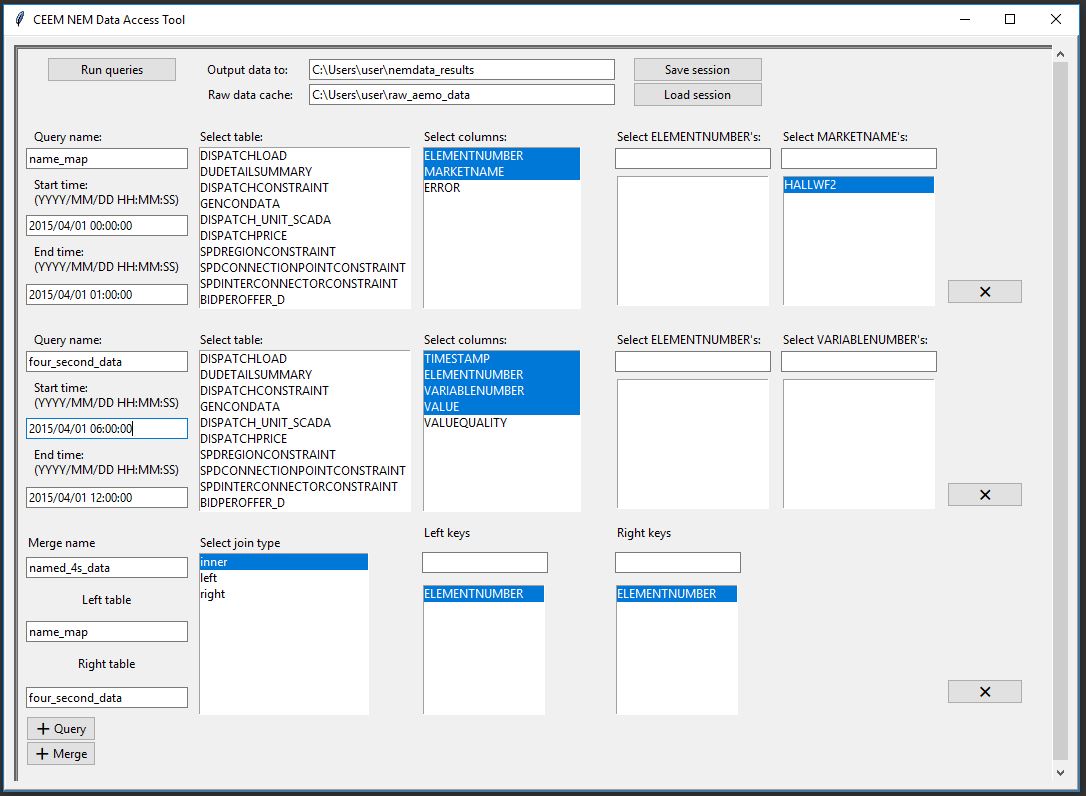 CEEM NEM Data Access Tool
Run queries
Output data to:
C:\Users\user\nemdata_results
Save session
Raw data cache:
C:\Users\user\raw_aemo_data
Load session
Query name:
Select table:
Select columns:
Select ELEMENTNUMBER's:
Select MARKETNAME's:
name_map
Start time:
(YYYY/MM/DD HH:MM:SS)
2015/04/01 00:00:00
End time:
(YYYY/MM/DD HH:MM:SS)
2015/04/01 01:00:00
DISPATCHLOAD
DUDETAILSUMMARY
DISPATCHCONSTRAINT
GENCONDATA
DISPATCH_UNIT_SCADA
DISPATCHPRICE
SPDREGIONCONSTRAINT
SPDCONNECTIONPOINTCONSTRAINT
SPDINTERCONNECTORCONSTRAINT
BIDPEROFFER_D
ELEMENTNUMBER
MARKETNAME
ERROR
HALLWF2
Query name:
Select table:
Select columns:
Select ELEMENTNUMBER's:
Select VARIABLENUMBER's:
four_second_data
Start time:
(YYYY/MM/DD HH:MM:SS)
2015/04/01 06:00:00
End time:
(YYYY/MM/DD HH:MM:SS)
2015/04/01 12:00:00
DISPATCHLOAD
DUDETAILSUMMARY
DISPATCHCONSTRAINT
GENCONDATA
DISPATCH_UNIT_SCADA
DISPATCHPRICE
SPDREGIONCONSTRAINT
SPDCONNECTIONPOINTCONSTRAINT
SPDINTERCONNECTORCONSTRAINT
BIDPEROFFER_D
TIMESTAMP
ELEMENTNUMBER
VARIABLENUMBER
VALUE
VALUEQUALITY
Merge name
Select join type
Left keys
Right keys
named_4s_data
Left table
name_map
Right table
four_second_data
inner
left
right
ELEMENTNUMBER
ELEMENTNUMBER
+ Query
+ Merge